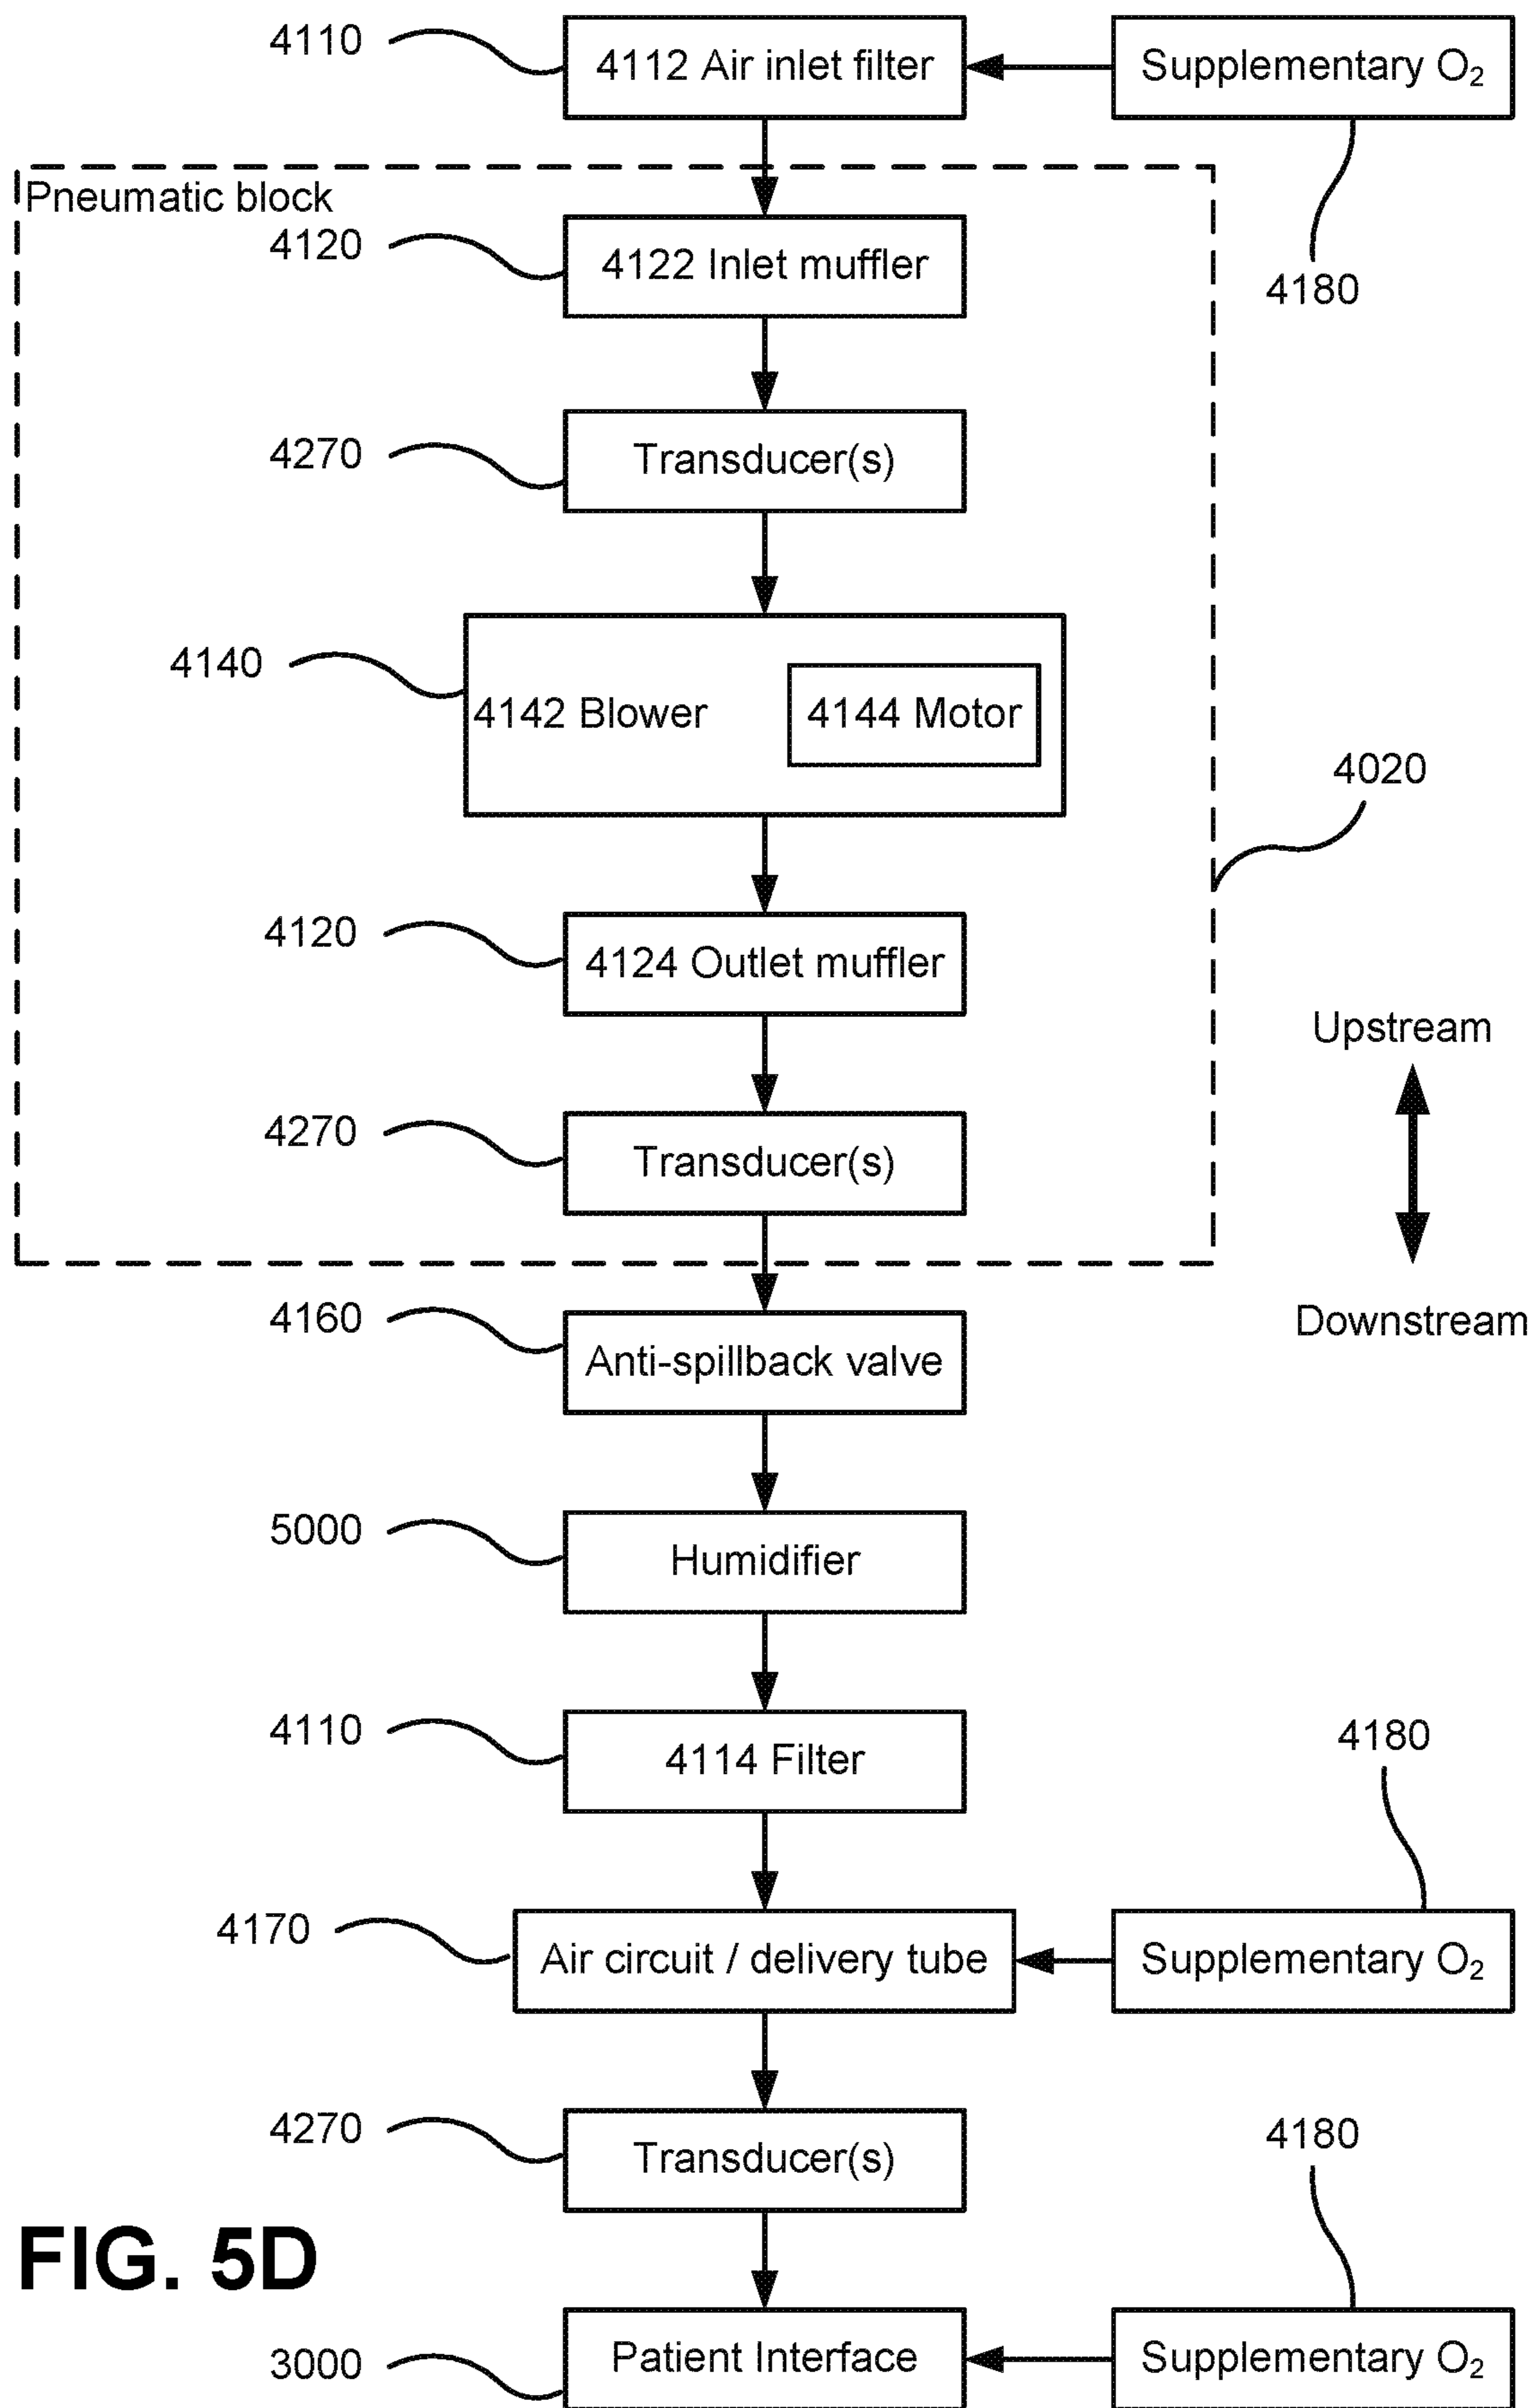 4110
4112 Air inlet filter
Supplementary O₂
4180
Pneumatic block
4120
4122 Inlet muffler
4270
Transducer(s)
4140
4142 Blower
4144 Motor
4020
4120
4124 Outlet muffler
Upstream
4270
Transducer(s)
Downstream
4160
Anti-spillback valve
5000
Humidifier
4110
4114 Filter
4180
4170
Air circuit / delivery tube
Supplementary O₂
4270
Transducer(s)
4180
FIG. 5D
3000
Patient Interface
Supplementary O₂